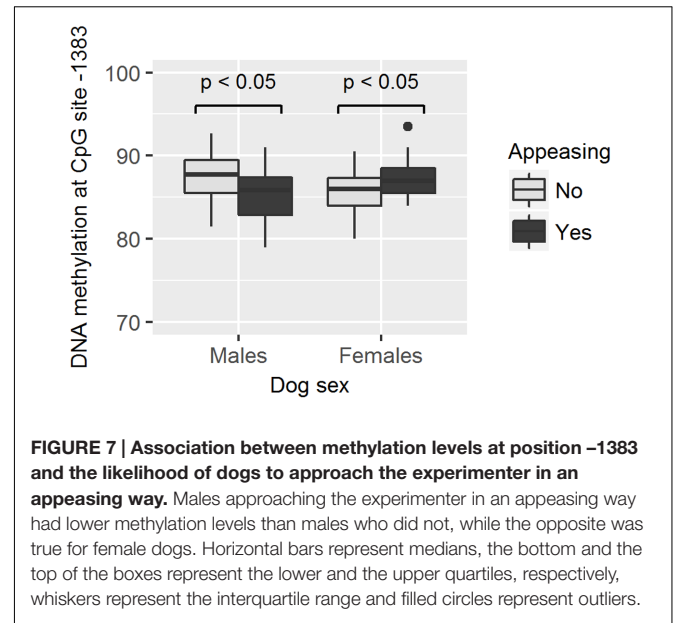 100
90
80
70
DNA methylation at CpG site -1383
p < 0.05
p < 0.05
Males
Females
Dog sex
Appeasing
No
Yes
FIGURE 7 | Association between methylation levels at position –1383
and the likelihood of dogs to approach the experimenter in an
appeasing way. Males approaching the experimenter in an appeasing way
had lower methylation levels than males who did not, while the opposite was
true for female dogs. Horizontal bars represent medians, the bottom and the
top of the boxes represent the lower and the upper quartiles, respectively,
whiskers represent the interquartile range and filled circles represent outliers.